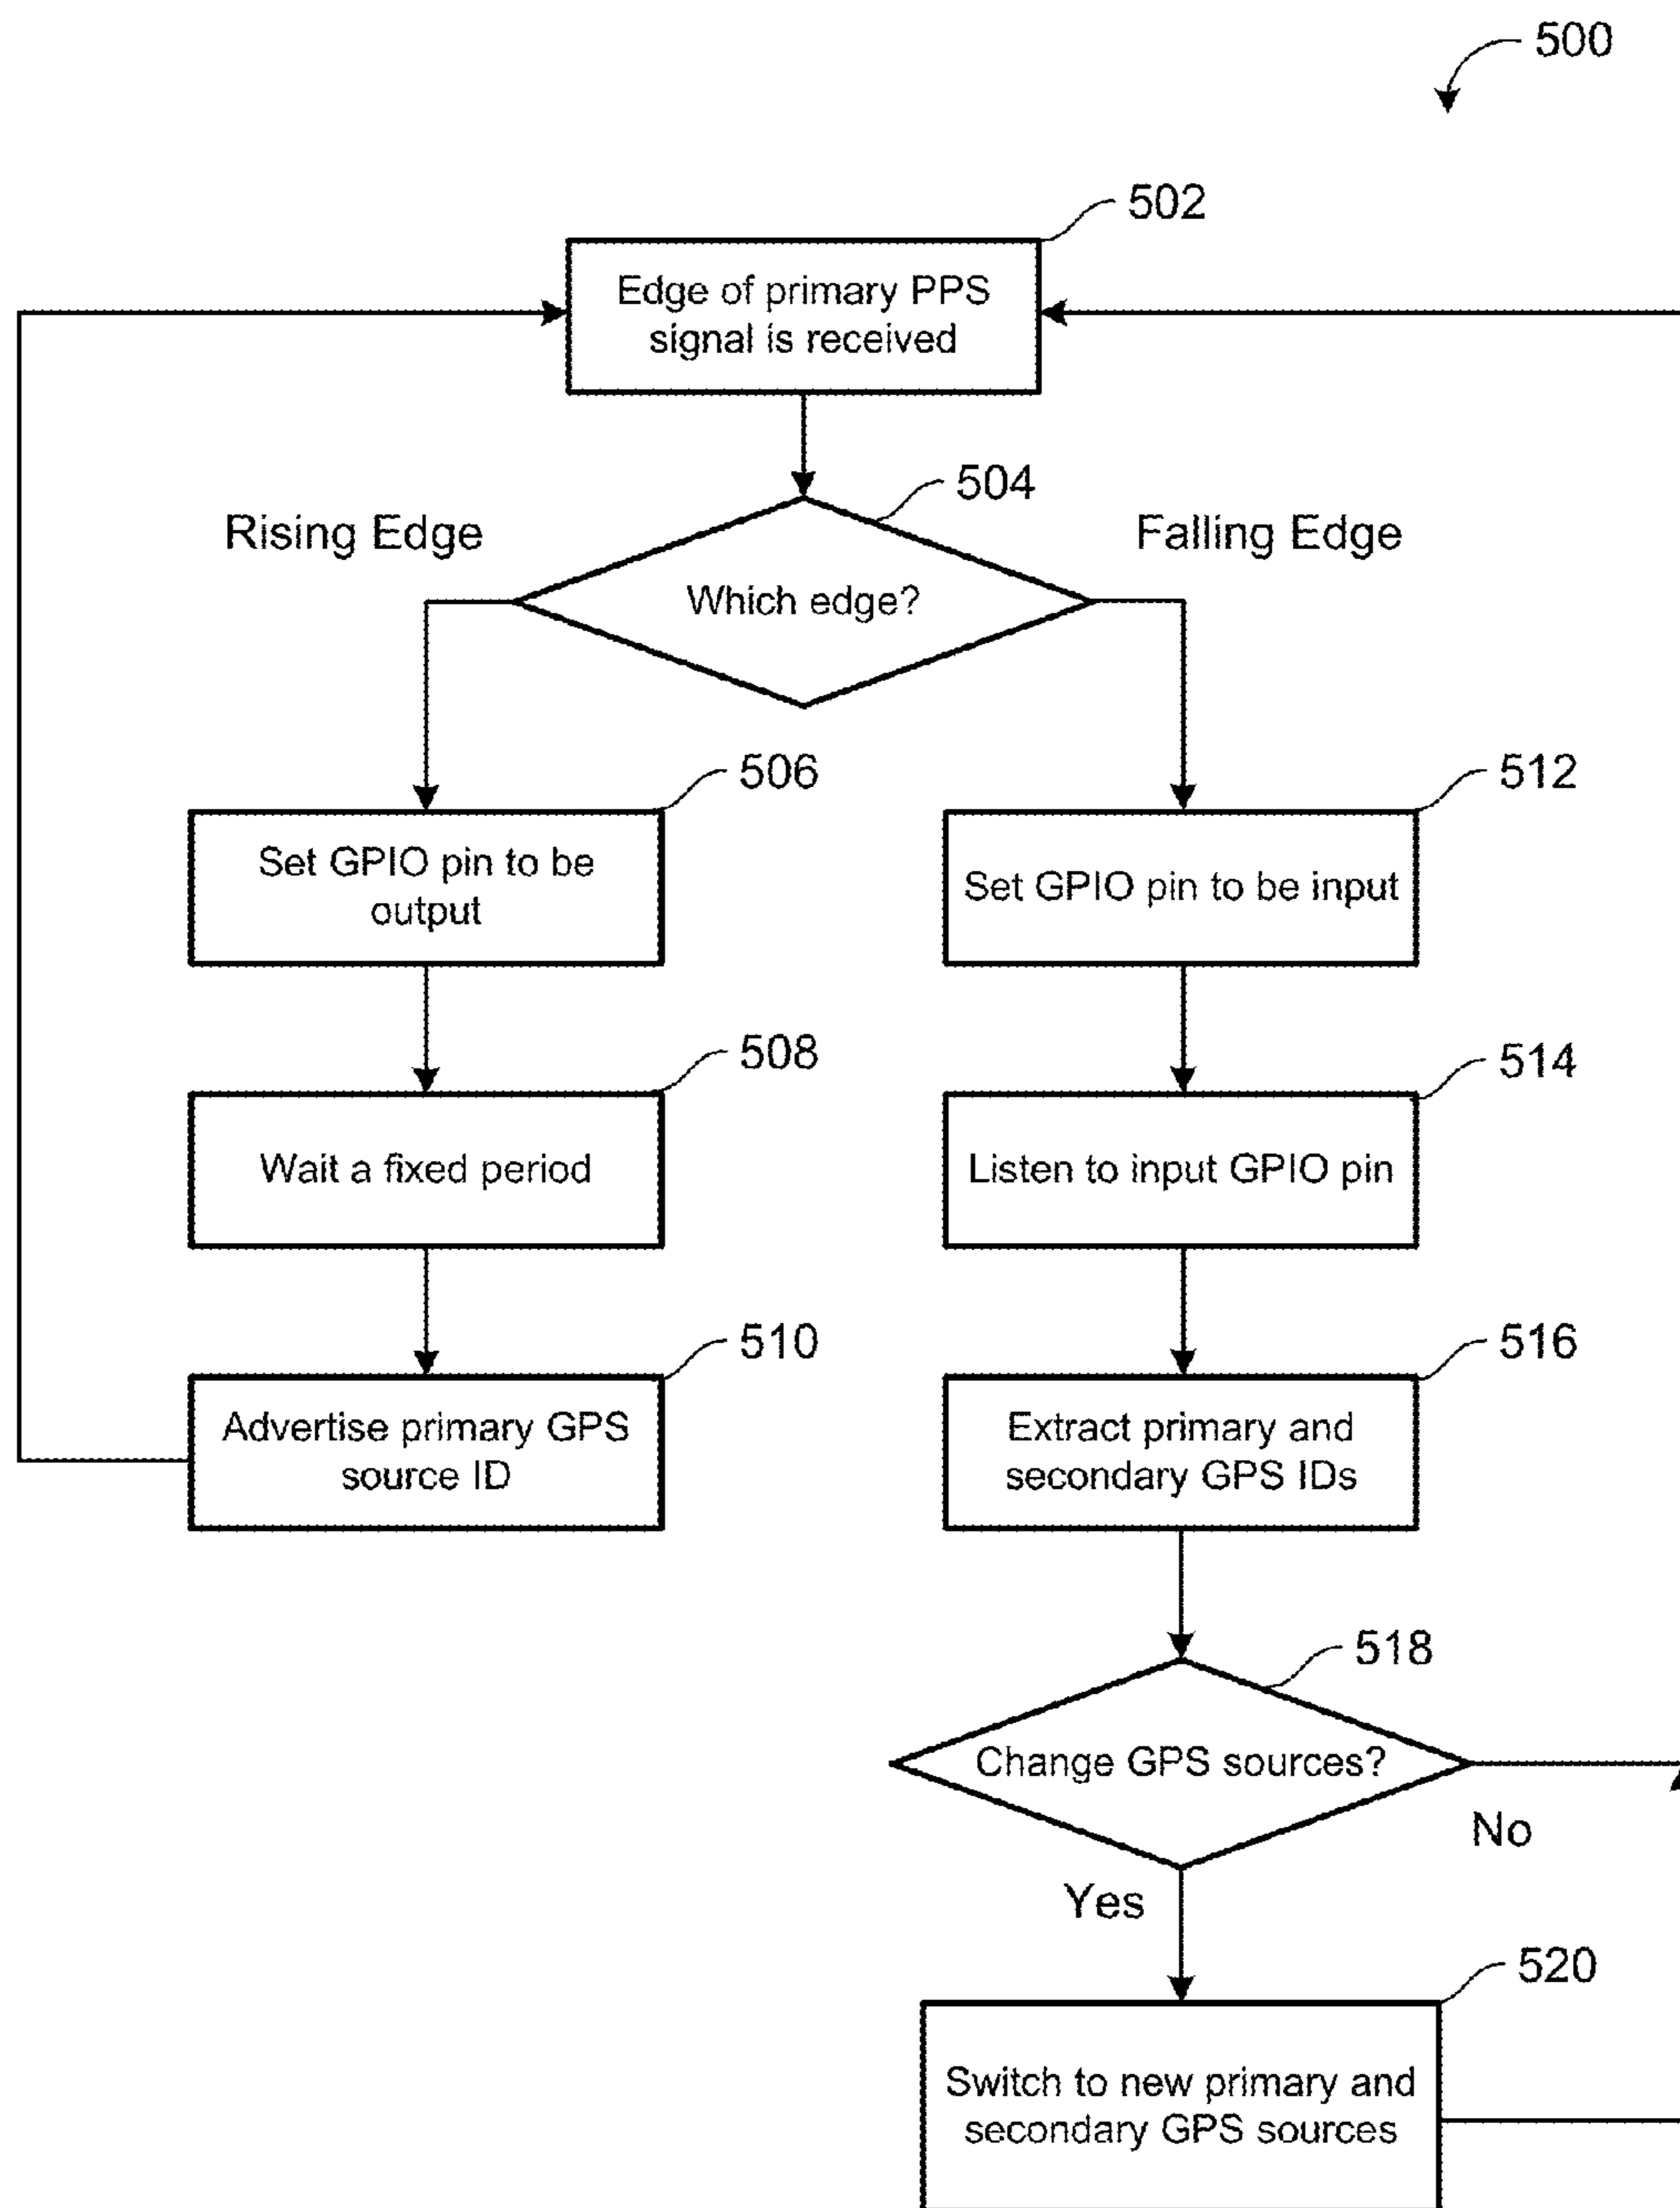 500
502
Edge of primary PPS
signal is received
504
Rising Edge
Falling Edge
Which edge?
506
512
Set GPIO pin to be
output
Set GPIO pin to be input
508
514
Wait a fixed period
Listen to input GPIO pin
510
516
Advertise primary GPS
source ID
Extract primary and
secondary GPS IDs
518
Change GPS sources?
No
Yes
520
Switch to new primary and
secondary GPS sources